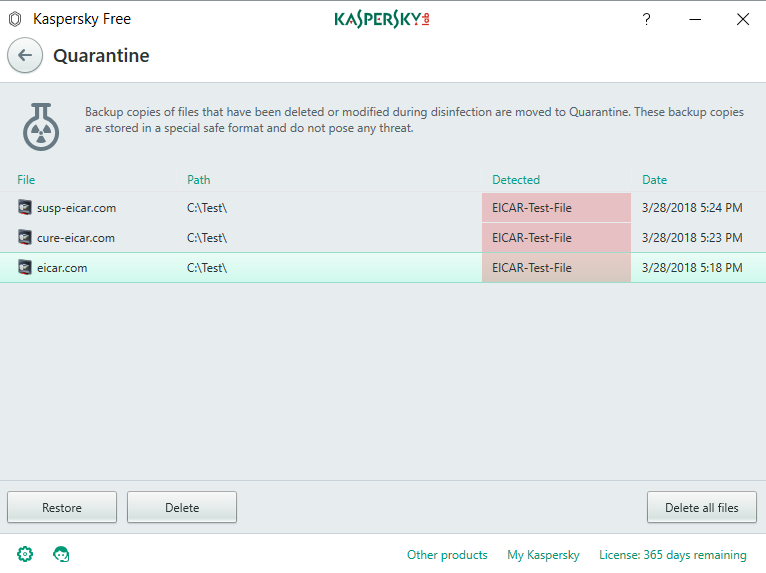 Kaspersky Free
KASPERSKY lab
?
Quarantine
Backup copies of files that have been deleted or modified during disinfection are moved to Quarantine. These backup copies
are stored in a special safe format and do not pose any threat.
File Path Detected Date
susp-eicar.com C:\Test\ EICAR-Test-File 3/28/2018 5:24 PM
cure-eicar.com C:\Test\ EICAR-Test-File 3/28/2018 5:23 PM
eicar.com C:\Test\ EICAR-Test-File 3/28/2018 5:18 PM
Restore Delete Delete all files
Other products My Kaspersky License: 365 days remaining